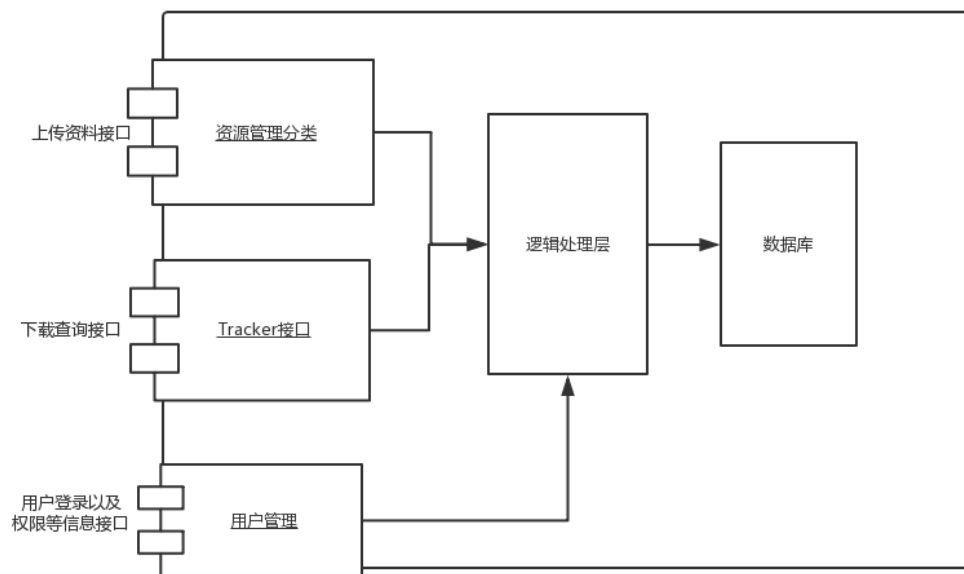 上传资料接口
资源管理分类
逻辑处理层
数据库
下载查询接口
Tracker接口
用户登录以及
权限等信息接口
用户管理